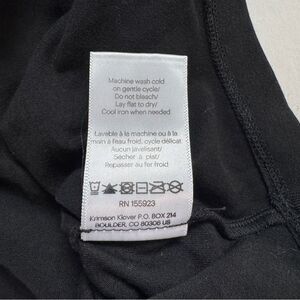 Machine wash cold
on gentle cycle/
Do not bleach/
Lay flat to dry/
Cool iron when needed
Lavable à la machine ou à la
main à l'eau froid, cycle délicat
Aucun javelisant/
Sécher à plat/
Repasser au fer froid
RN 155923
Krimson Klover P.O. BOX 214
BOULDER, CO 80306 US